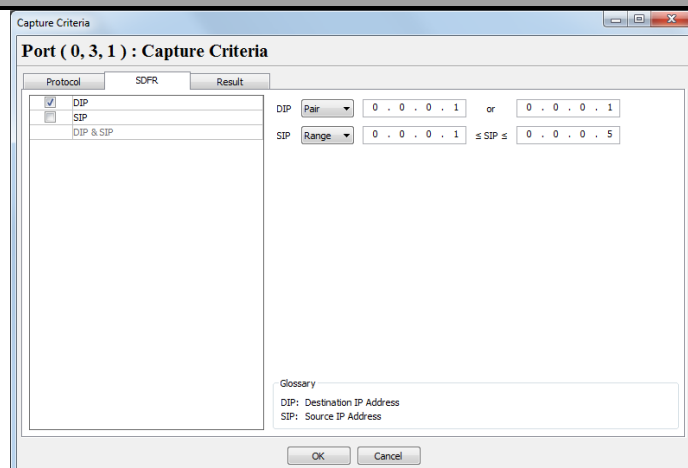 Capture Criteria
Port ( 0, 3, 1 ) : Capture Criteria
Protocol SDFR Result
DIP
SIP
DIP & SIP
DIP Pair 0 . 0 . 0 . 1 or 0 . 0 . 0 . 1
SIP Range 0 . 0 . 0 . 1 ≤ SIP ≤ 0 . 0 . 0 . 5
Glossary
DIP: Destination IP Address
SIP: Source IP Address
OK Cancel